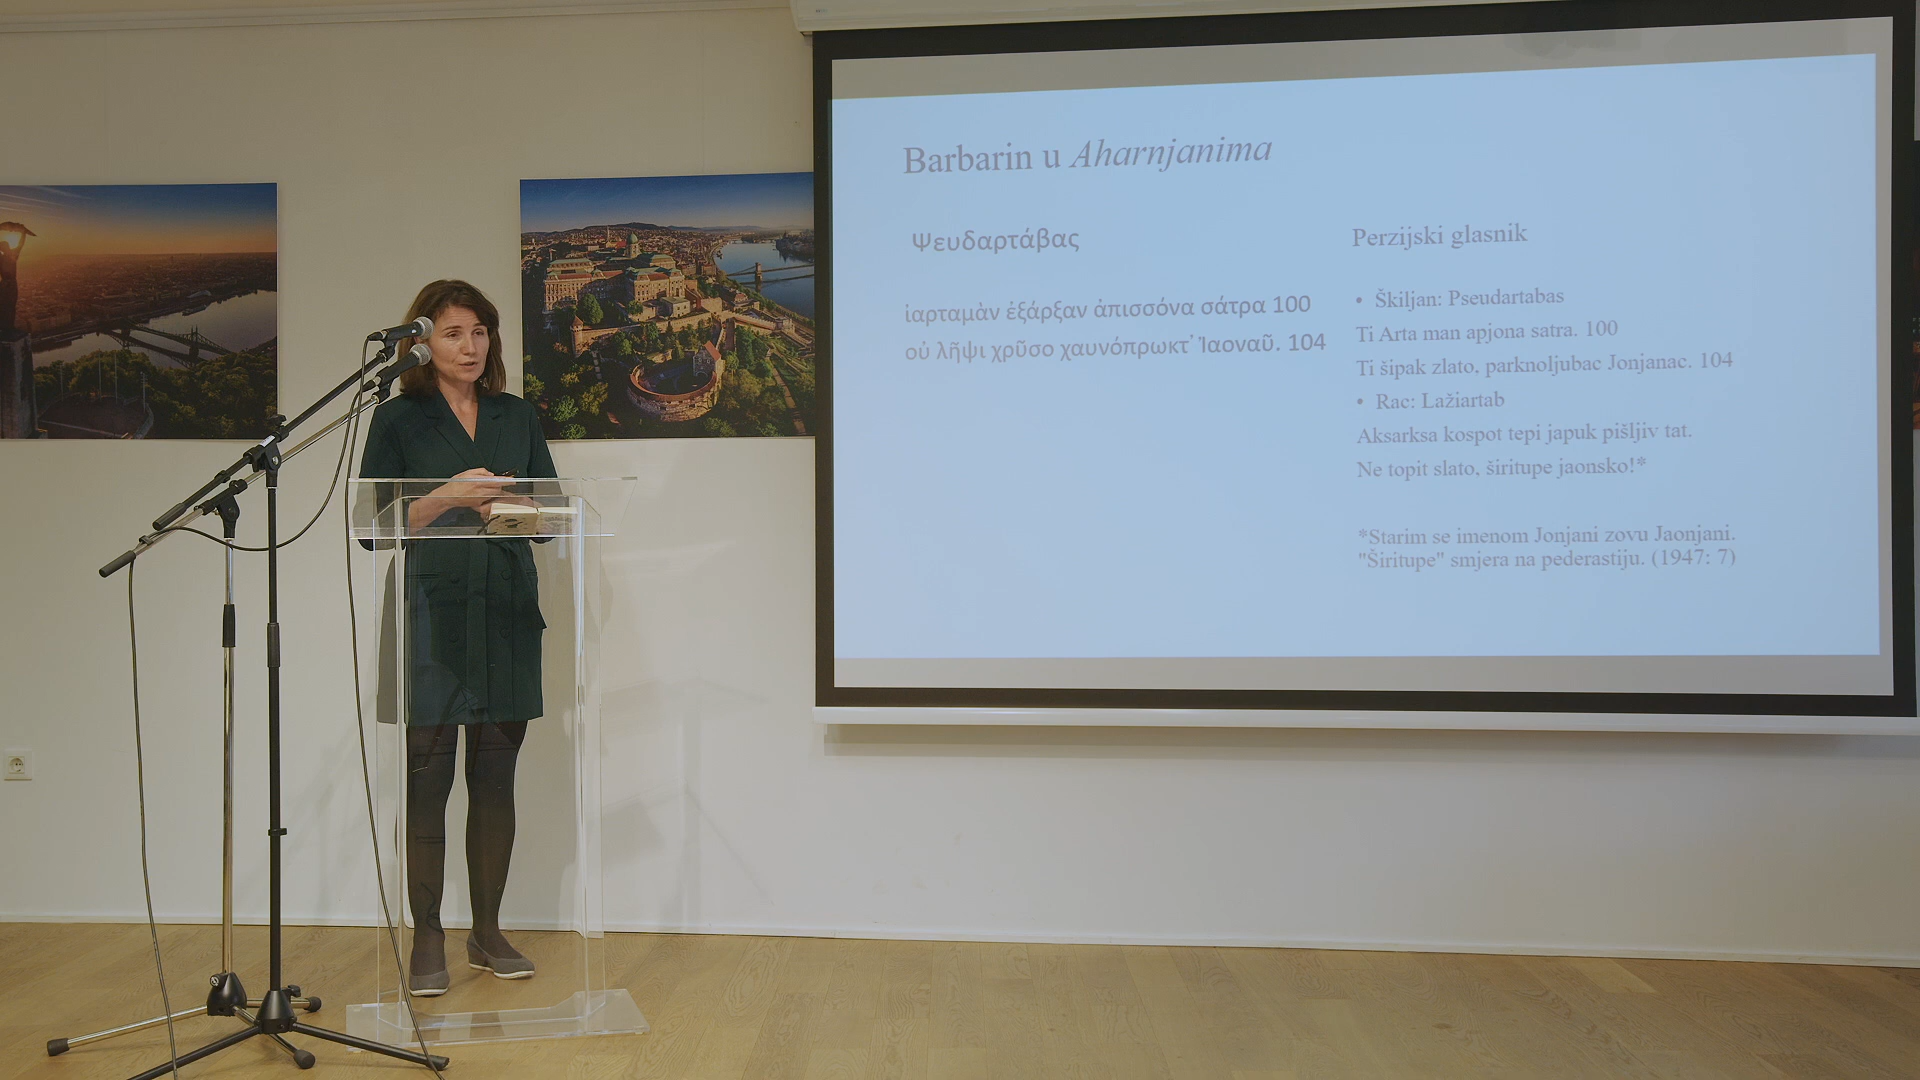 Barbarin u Aharnjanima
Ψευδαρτάβας
ἰαρταμὰν ἐξάρξαν ἀπισσόνα σάτρα 100
οὐ λῆψι χρῦσο χαυνόπρωκτ᾽ Ἰαοναῦ. 104
Perzijski glasnik
• Škiljan: Pseudartabas
Ti Arta man apjona satra. 100
Ti šipak zlato, parknoljubac Jonjanac. 104
• Rac: Lažiartab
Aksarksa kospot tepi japuk pišljiv tat.
Ne topit slato, širitupe jaonsko!*
*Starim se imenom Jonjani zovu Jaonjani.
"Širitupe" smjera na pederastiju. (1947: 7)